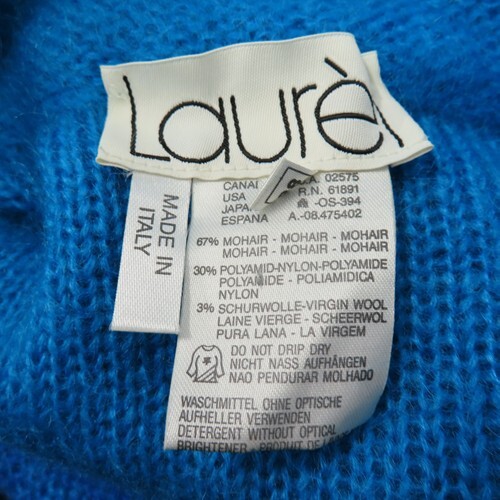 Laurèl
MADE IN
ITALY
02575
USA R.N. 61891
-OS-394
ESPANA A.-08.475402
67% MOHAIR - MOHAIR - MOHAIR
MOHAIR - MOHAIR - MOHAIR
30% POLYAMID-NYLON-POLYAMIDE
POLYAMIDE - POLIAMIDICA
NYLON
3% SCHURWOLLE-VIRGIN WOOL
LAINE VIERGE - SCHEERWOL
PURA LANA - LA VIRGEM
DO NOT DRIP DRY
NICHT NASS AUFHÄNGEN
NAO PENDURAR MOLHADO
WASCHMITTEL OHNE OPTISCHE
AUFHELLER VERWENDEN
DETERGENT WITHOUT OPTICAL
BRIGHTENER -